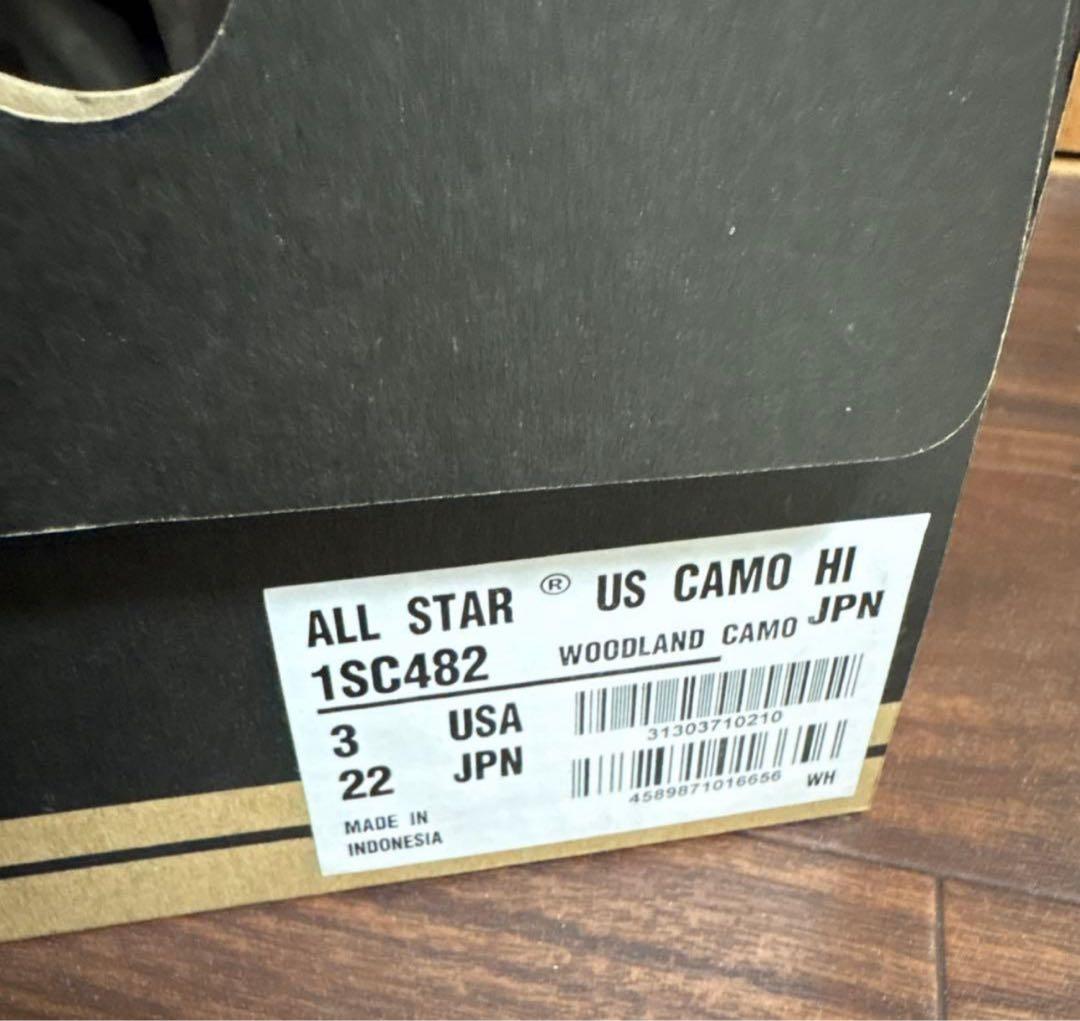 ALL STAR ® US CAMO HI
1SC482 WOODLAND CAMO JPN
3 USA
31303710210
22 JPN
4589871016656 WH
MADE IN
INDONESIA